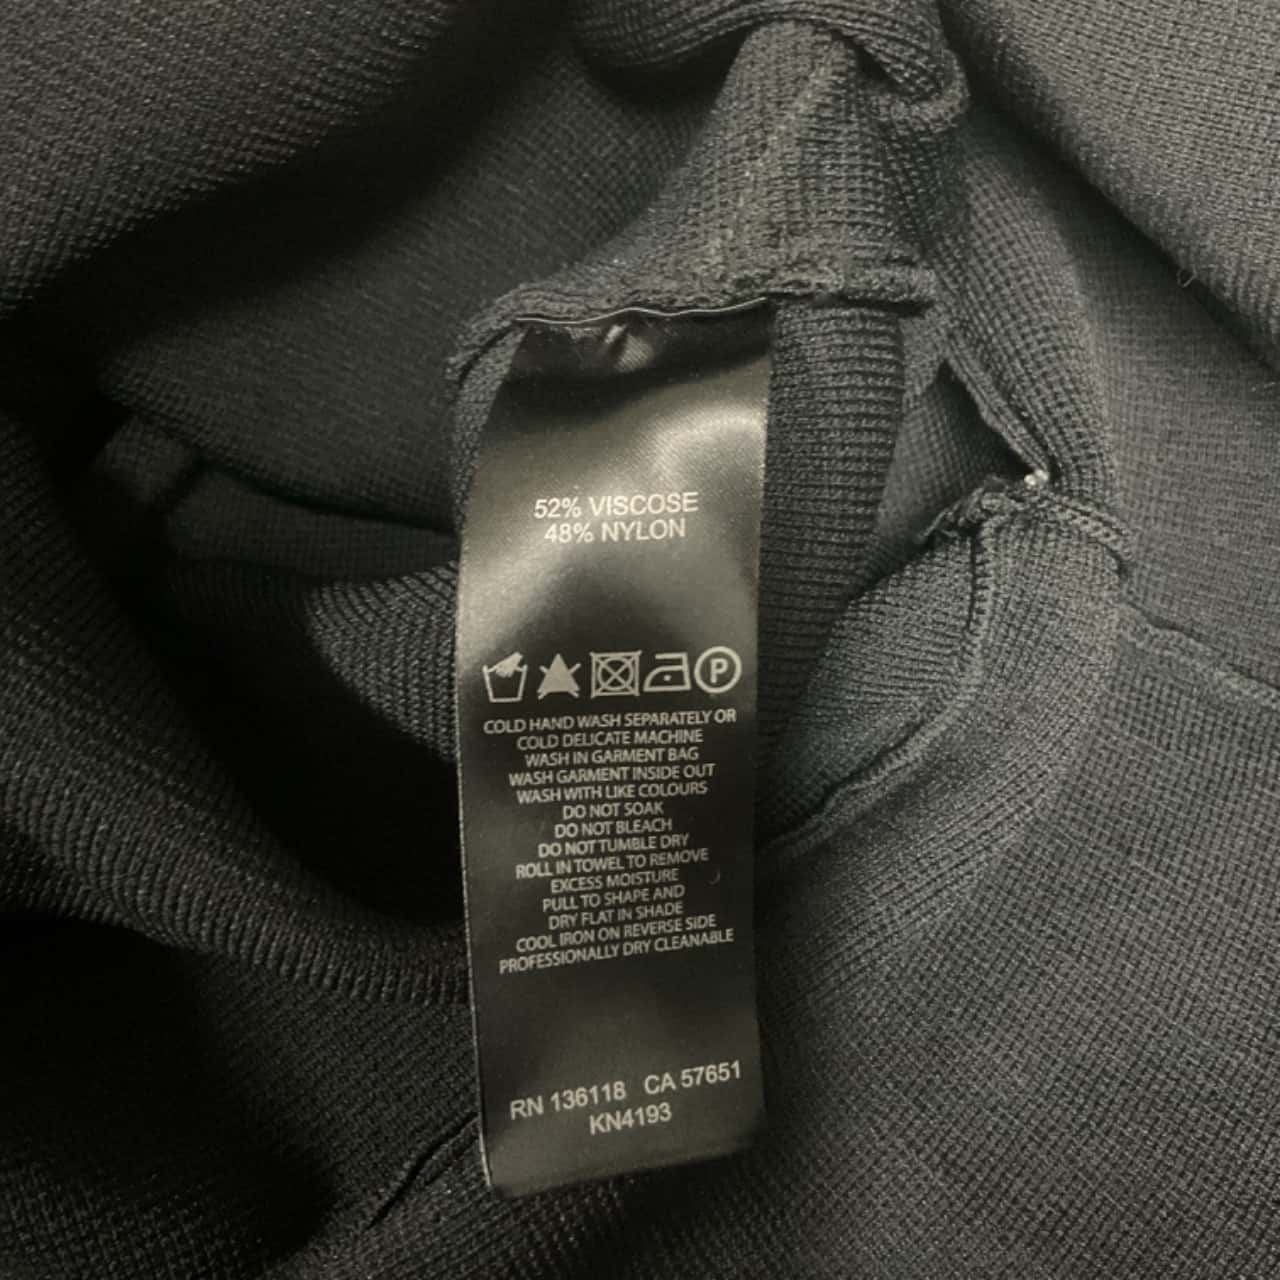 52% VISCOSE
48% NYLON
P
COLD HAND WASH SEPARATELY OR
COLD DELICATE MACHINE
WASH IN GARMENT BAG
WASH GARMENT INSIDE OUT
WASH WITH LIKE COLOURS
DO NOT SOAK
DO NOT BLEACH
DO NOT TUMBLE DRY
ROLL IN TOWEL TO REMOVE
EXCESS MOISTURE
PULL TO SHAPE AND
DRY FLAT IN SHADE
COOL IRON ON REVERSE SIDE
PROFESSIONALLY DRY CLEANABLE
RN 136118 CA 57651
KN4193